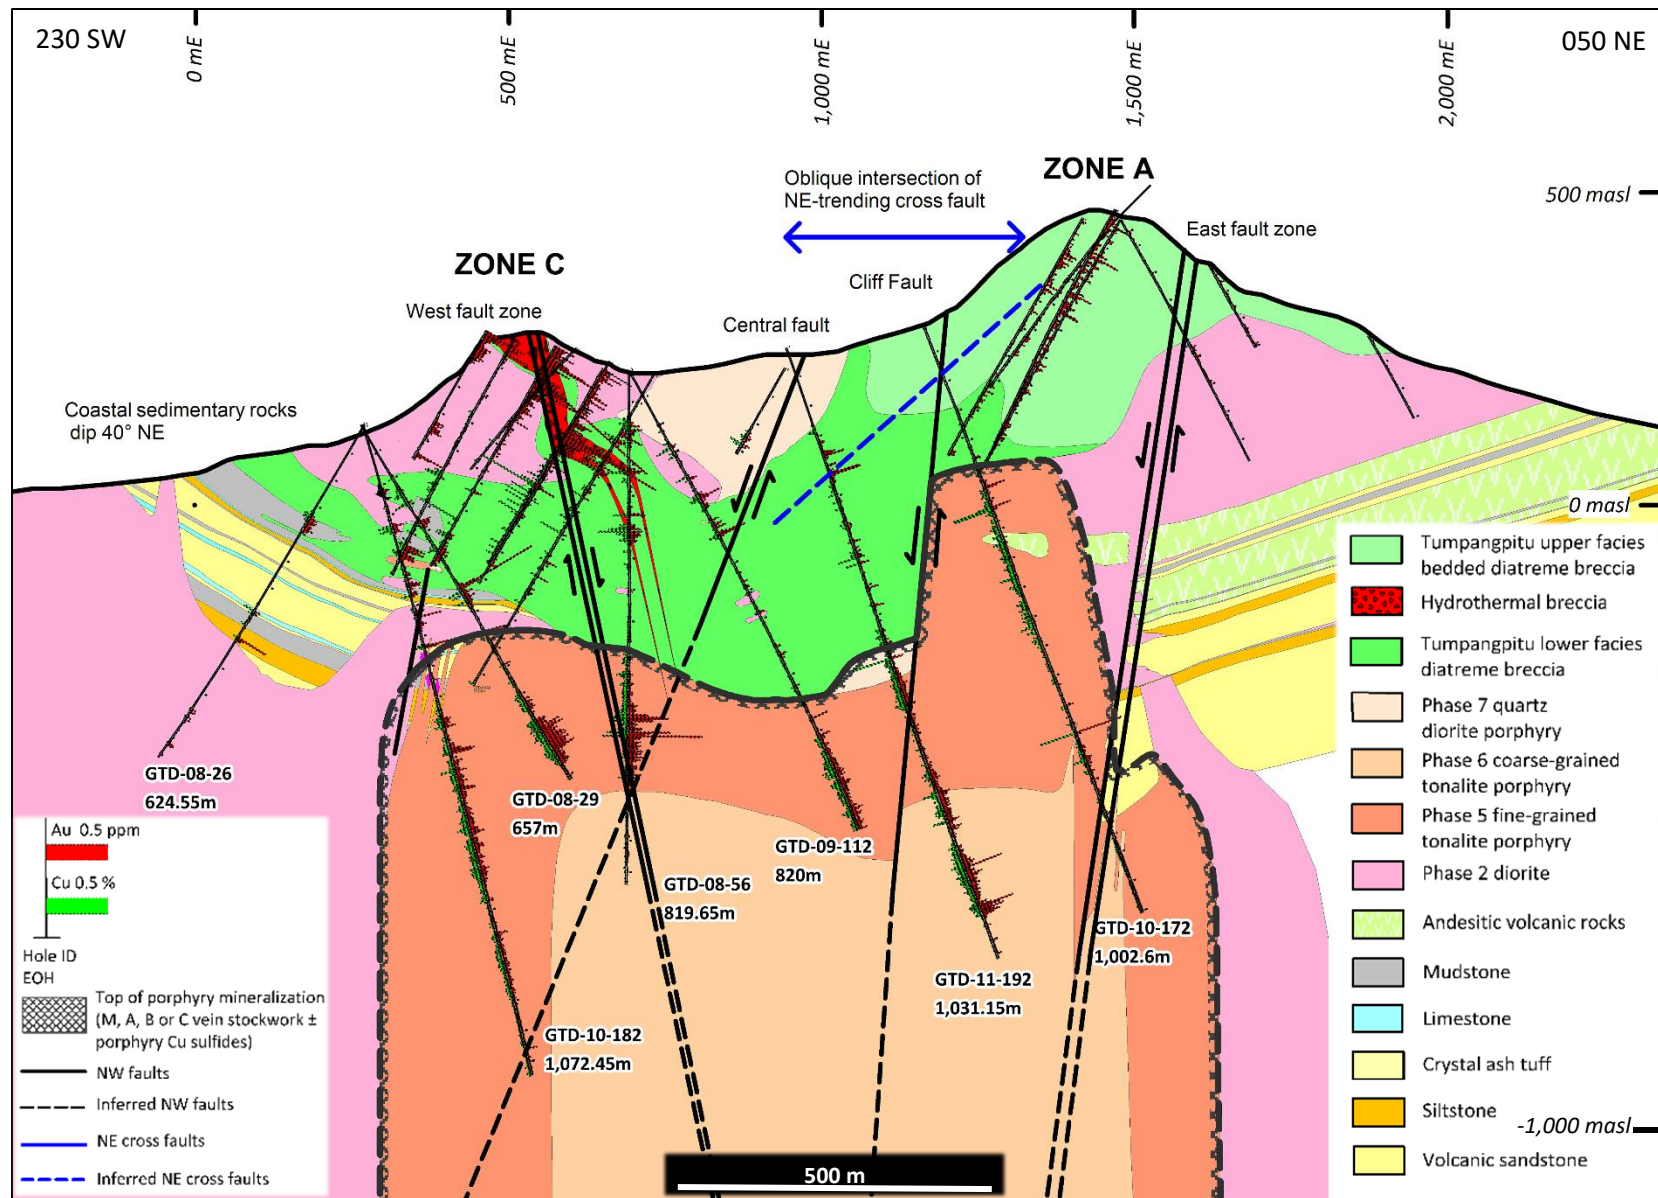 230 SW
050 NE
0 mE
500 mE
1,000 mE
1,500 mE
2,000 mE
ZONE A
Oblique intersection of
NE-trending cross fault
500 masl
East fault zone
ZONE C
Cliff Fault
West fault zone
Central fault
Coastal sedimentary rocks
dip 40° NE
0 masl
GTD-08-26
624.55m
GTD-08-29
657m
GTD-09-112
820m
GTD-08-56
819.65m
GTD-10-172
1,002.6m
GTD-11-192
1,031.15m
GTD-10-182
1,072.45m
Au 0.5 ppm
Cu 0.5 %
Hole ID
EOH
Top of porphyry mineralization
(M, A, B or C vein stockwork ±
porphyry Cu sulfides)
NW faults
Inferred NW faults
NE cross faults
Inferred NE cross faults
Tumpangpitu upper facies
bedded diatreme breccia
Hydrothermal breccia
Tumpangpitu lower facies
diatreme breccia
Phase 7 quartz
diorite porphyry
Phase 6 coarse-grained
tonalite porphyry
Phase 5 fine-grained
tonalite porphyry
Phase 2 diorite
Andesitic volcanic rocks
Mudstone
Limestone
Crystal ash tuff
Siltstone
-1,000 masl
Volcanic sandstone
500 m